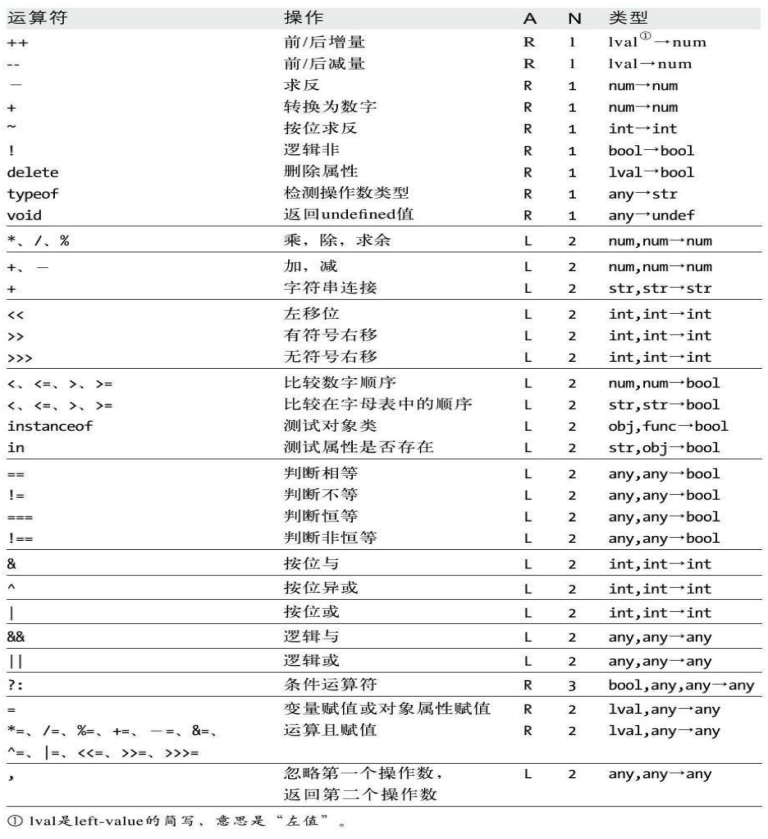 运算符 操作 A N 类型
++ 前/后增量 R 1 lval①→num
-- 前/后减量 R 1 lval→num
－ 求反 R 1 num→num
+ 转换为数字 R 1 num→num
~ 按位求反 R 1 int→int
! 逻辑非 R 1 bool→bool
delete 删除属性 R 1 lval→bool
typeof 检测操作数类型 R 1 any→str
void 返回undefined值 R 1 any→undef
*、/、% 乘，除，求余 L 2 num,num→num
+、－ 加，减 L 2 num,num→num
+ 字符串连接 L 2 str,str→str
<< 左移位 L 2 int,int→int
>> 有符号右移 L 2 int,int→int
>>> 无符号右移 L 2 int,int→int
<、<=、>、>= 比较数字顺序 L 2 num,num→bool
<、<=、>、>= 比较在字母表中的顺序 L 2 str,str→bool
instanceof 测试对象类 L 2 obj,func→bool
in 测试属性是否存在 L 2 str,obj→bool
== 判断相等 L 2 any,any→bool
!= 判断不等 L 2 any,any→bool
=== 判断恒等 L 2 any,any→bool
!== 判断非恒等 L 2 any,any→bool
& 按位与 L 2 int,int→int
^ 按位异或 L 2 int,int→int
| 按位或 L 2 int,int→int
&& 逻辑与 L 2 any,any→any
|| 逻辑或 L 2 any,any→any
?: 条件运算符 R 3 bool,any,any→any
= 变量赋值或对象属性赋值 R 2 lval,any→any
*=、/=、%=、+=、－=、&=、 运算且赋值 R 2 lval,any→any
^=、|=、<<=、>>=、>>>=
, 忽略第一个操作数， L 2 any,any→any
返回第二个操作数
① lval是left-value的简写，意思是“左值”。